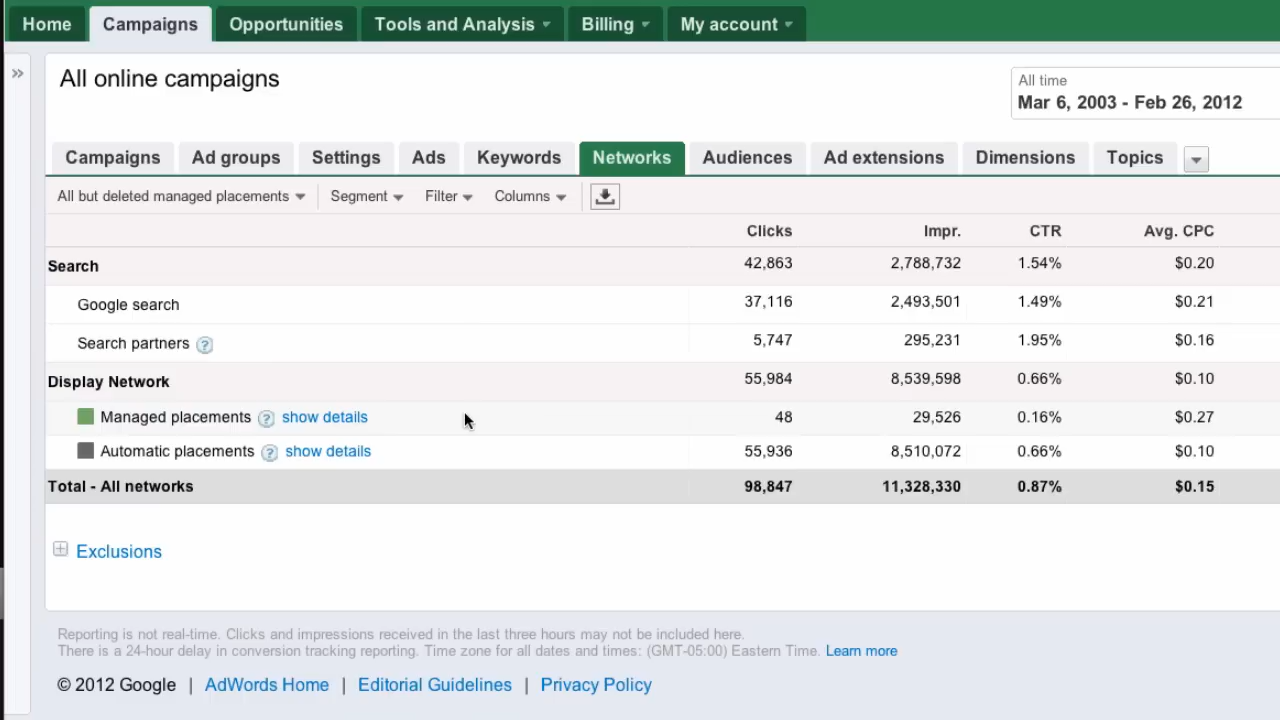 Home Campaigns Opportunities Tools and Analysis Billing My account
All online campaigns
All time
Mar 6, 2003 - Feb 26, 2012
Campaigns Ad groups Settings Ads Keywords Networks Audiences Ad extensions Dimensions Topics
All but deleted managed placements Segment Filter Columns
Clicks Impr. CTR Avg. CPC
Search 42,863 2,788,732 1.54% $0.20
Google search 37,116 2,493,501 1.49% $0.21
Search partners ? 5,747 295,231 1.95% $0.16
Display Network 55,984 8,539,598 0.66% $0.10
Managed placements ? show details 48 29,526 0.16% $0.27
Automatic placements ? show details 55,936 8,510,072 0.66% $0.10
Total - All networks 98,847 11,328,330 0.87% $0.15
Exclusions
Reporting is not real-time. Clicks and impressions received in the last three hours may not be included here.
There is a 24-hour delay in conversion tracking reporting. Time zone for all dates and times: (GMT-05:00) Eastern Time. Learn more
© 2012 Google | AdWords Home | Editorial Guidelines | Privacy Policy